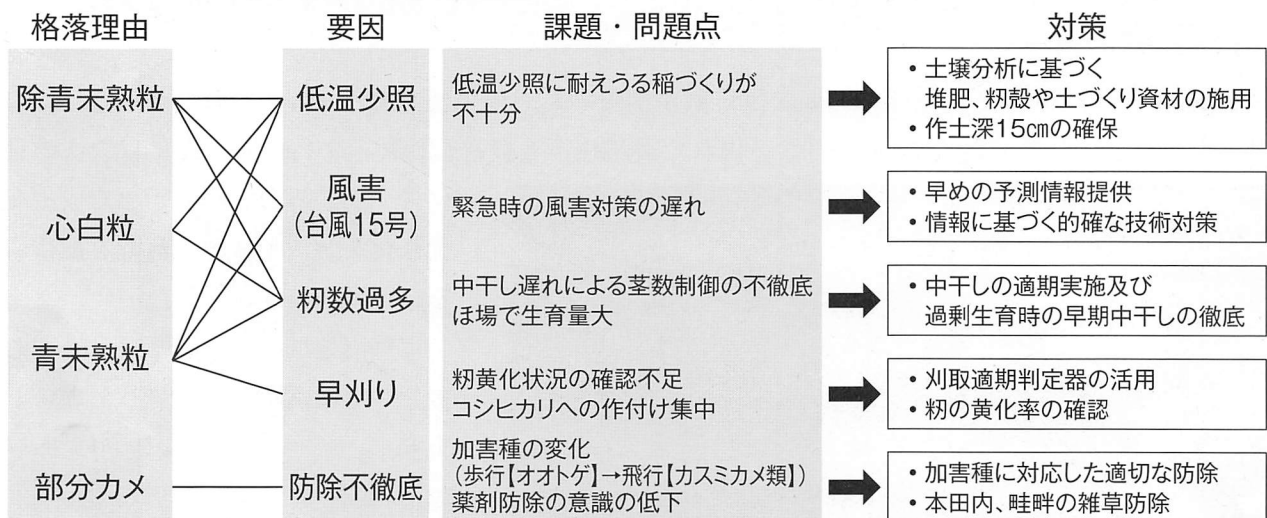 格落理由
要因
課題・問題点
対策
除青未熟粒
心白粒
青未熟粒
部分カメ
低温少照
風害
(台風15号)
籾数過多
早刈り
防除不徹底
低温少照に耐えうる稲づくりが
不十分
緊急時の風害対策の遅れ
中干し遅れによる茎数制御の不徹底
ほ場で生育量大
籾黄化状況の確認不足
コシヒカリへの作付け集中
加害種の変化
(歩行【オオトゲ】→飛行【カスミカメ類】)
薬剤防除の意識の低下
• 土壌分析に基づく
堆肥、籾殻や土づくり資材の施用
• 作土深15cmの確保
• 早めの予測情報提供
• 情報に基づく的確な技術対策
• 中干しの適期実施及び
過剰生育時の早期中干しの徹底
• 刈取適期判定器の活用
• 籾の黄化率の確認
• 加害種に対応した適切な防除
• 本田内、畦畔の雑草防除